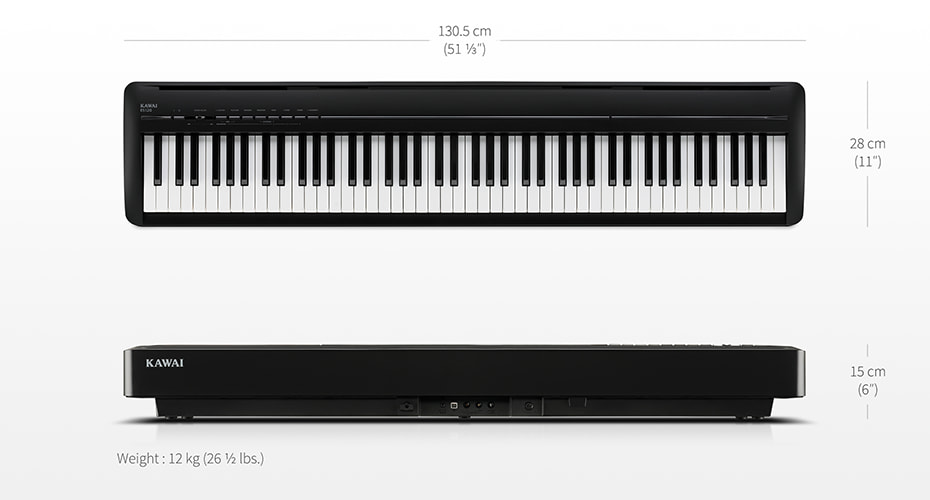 130.5 cm
(51 ⅓")
KAWAI
28 cm
(11")
KAWAI
15 cm
(6")
Weight : 12 kg (26 ½ lbs.)